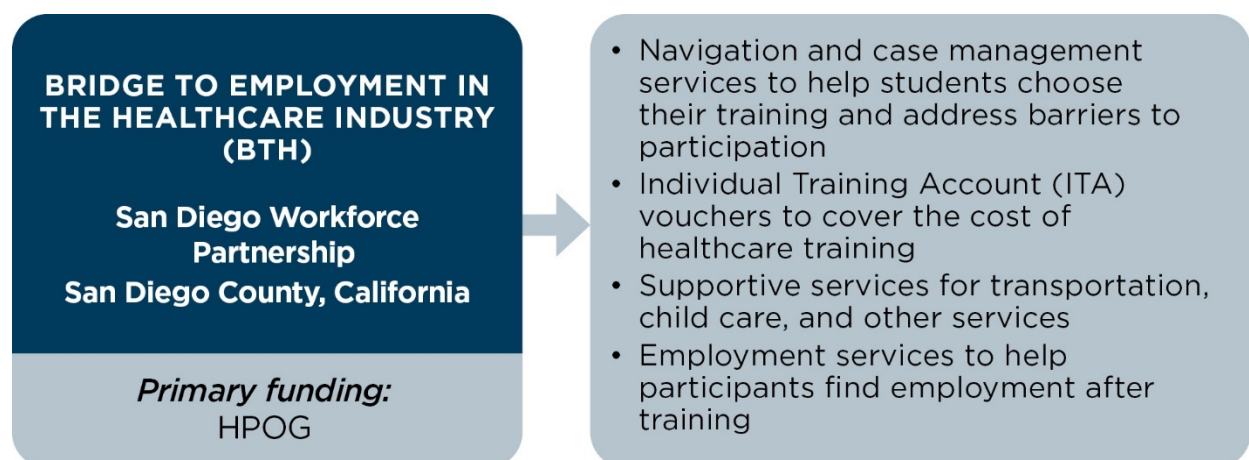 BRIDGE TO EMPLOYMENT IN
THE HEALTHCARE INDUSTRY
(BTH)
San Diego Workforce
Partnership
San Diego County, California
Primary funding:
HPOG
• Navigation and case management
services to help students choose
their training and address barriers to
participation
• Individual Training Account (ITA)
vouchers to cover the cost of
healthcare training
• Supportive services for transportation,
child care, and other services
• Employment services to help
participants find employment after
training